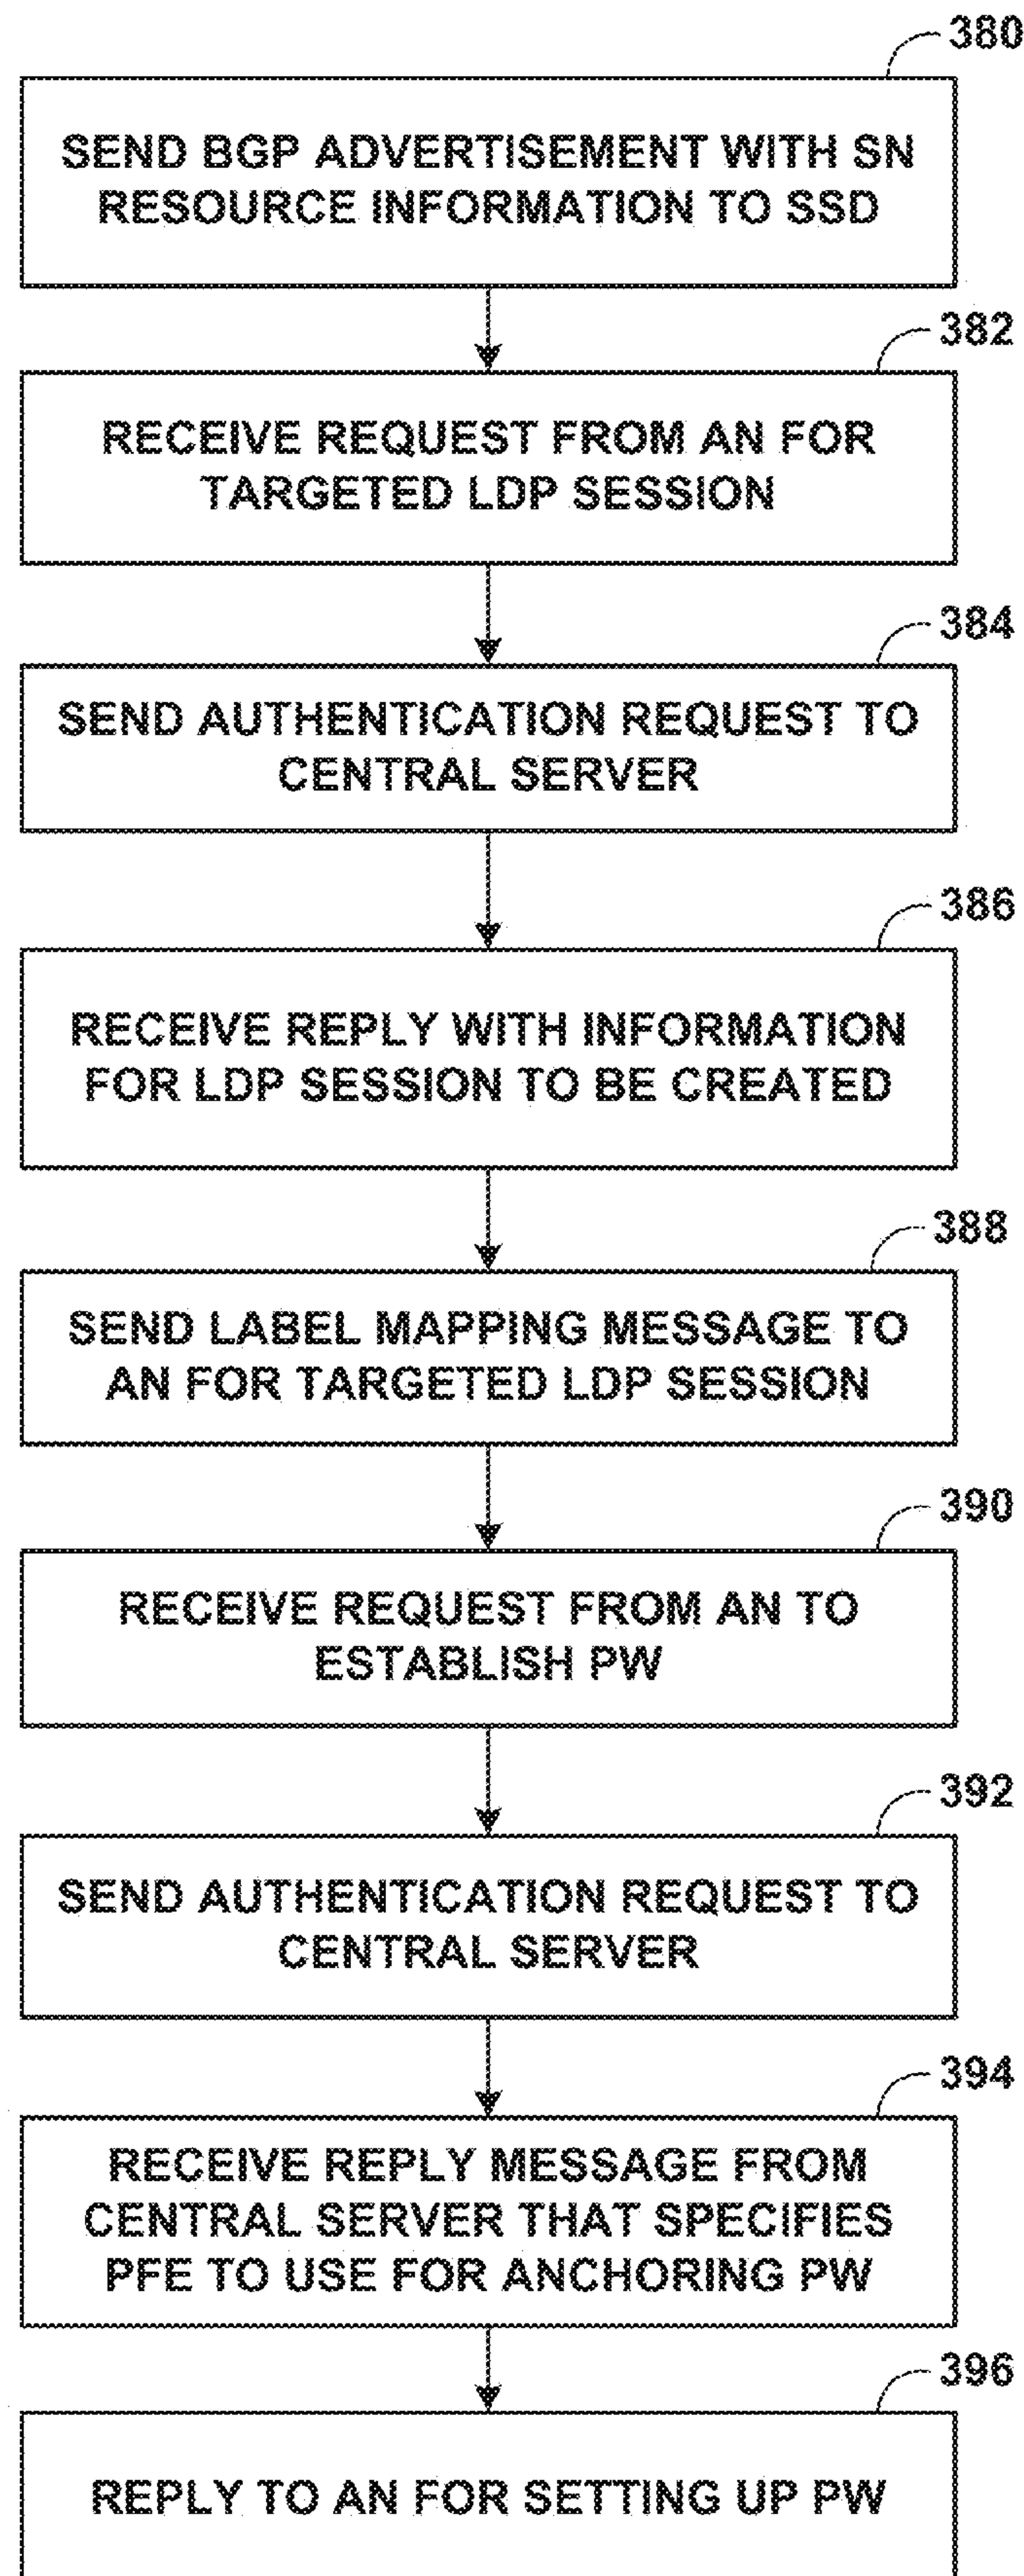 380
SEND BGP ADVERTISEMENT WITH SN
RESOURCE INFORMATION TO SSD
382
RECEIVE REQUEST FROM AN FOR
TARGETED LDP SESSION
384
SEND AUTHENTICATION REQUEST TO
CENTRAL SERVER
386
RECEIVE REPLY WITH INFORMATION
FOR LDP SESSION TO BE CREATED
388
SEND LABEL MAPPING MESSAGE TO
AN FOR TARGETED LDP SESSION
390
RECEIVE REQUEST FROM AN TO
ESTABLISH PW
392
SEND AUTHENTICATION REQUEST TO
CENTRAL SERVER
394
RECEIVE REPLY MESSAGE FROM
CENTRAL SERVER THAT SPECIFIES
PFE TO USE FOR ANCHORING PW
396
REPLY TO AN FOR SETTING UP PW